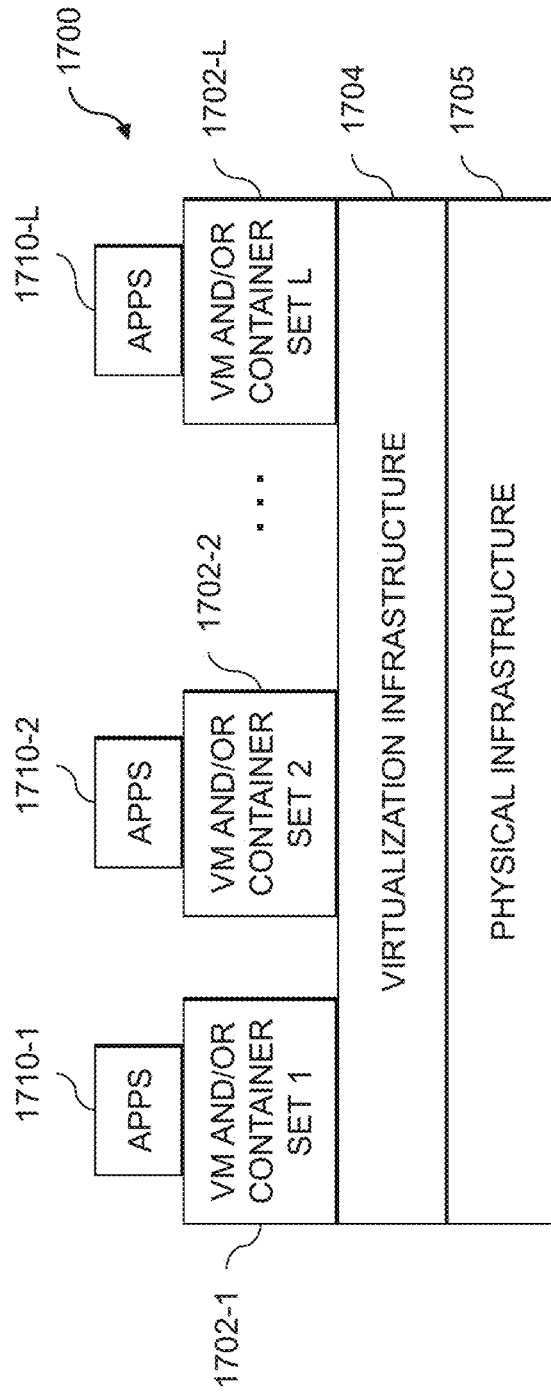 1700
1710-1
1710-2
1710-L
APPS
APPS
APPS
1702-1
VM AND/OR
CONTAINER
SET 1
VM AND/OR
CONTAINER
SET 2
1702-2
. . .
VM AND/OR
CONTAINER
SET L
1702-L
VIRTUALIZATION INFRASTRUCTURE
1704
PHYSICAL INFRASTRUCTURE
1705